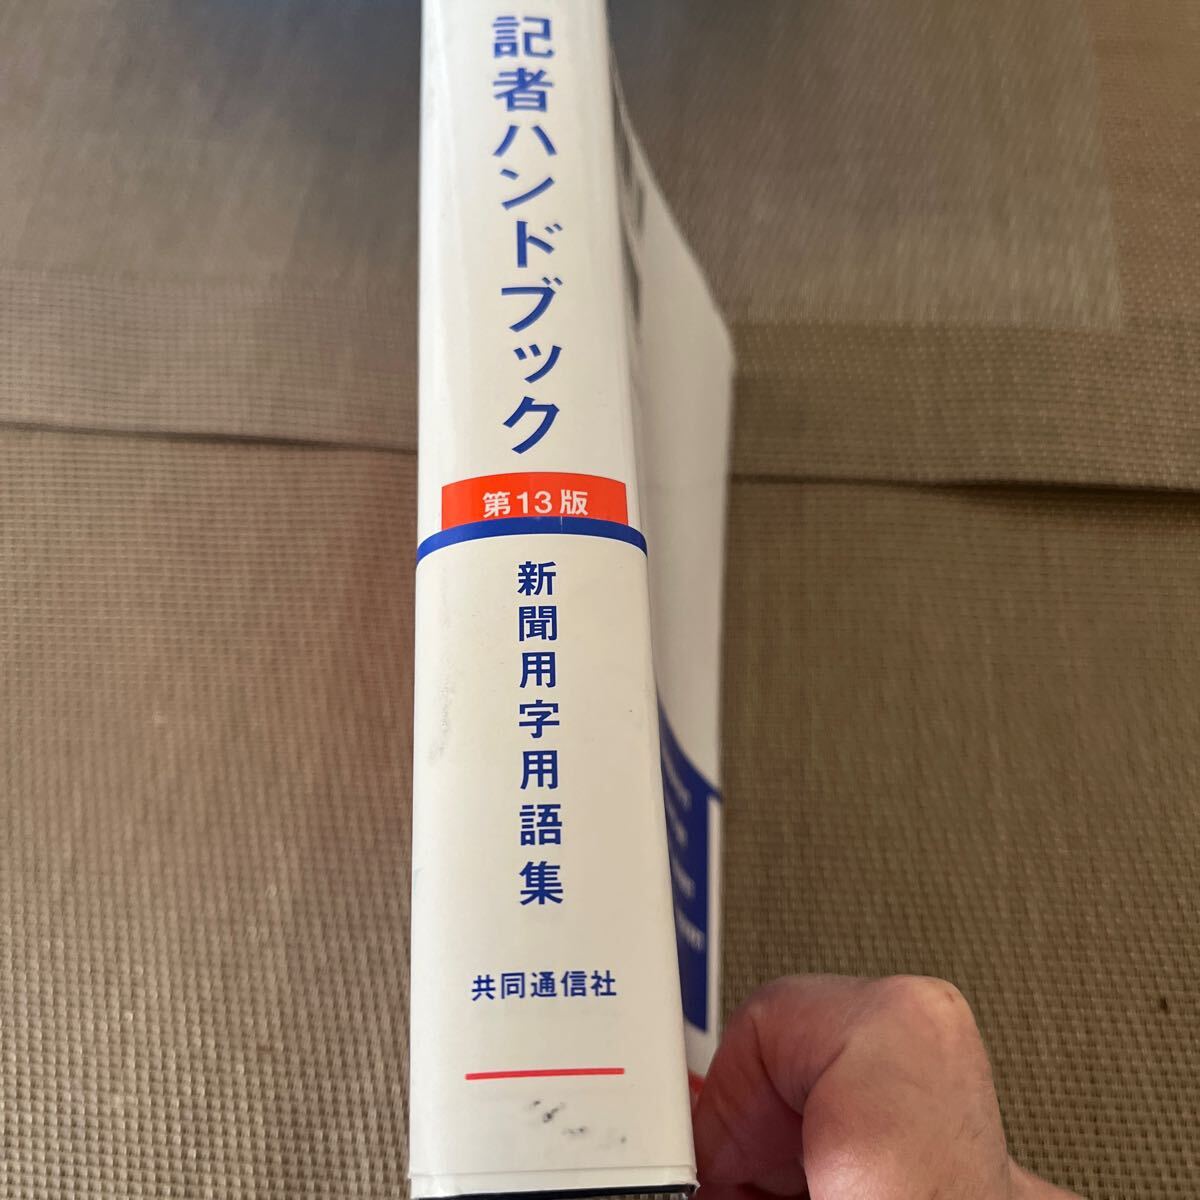 記者ハンドブック
第13版
新聞用字用語集
共同通信社